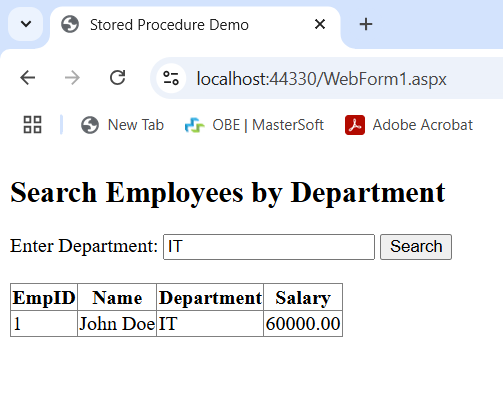 Stored Procedure Demo
localhost:44330/WebForm1.aspx
New Tab OBE | MasterSoft Adobe Acrobat
Search Employees by Department
Enter Department: IT Search
EmpID Name Department Salary
1 John Doe IT 60000.00